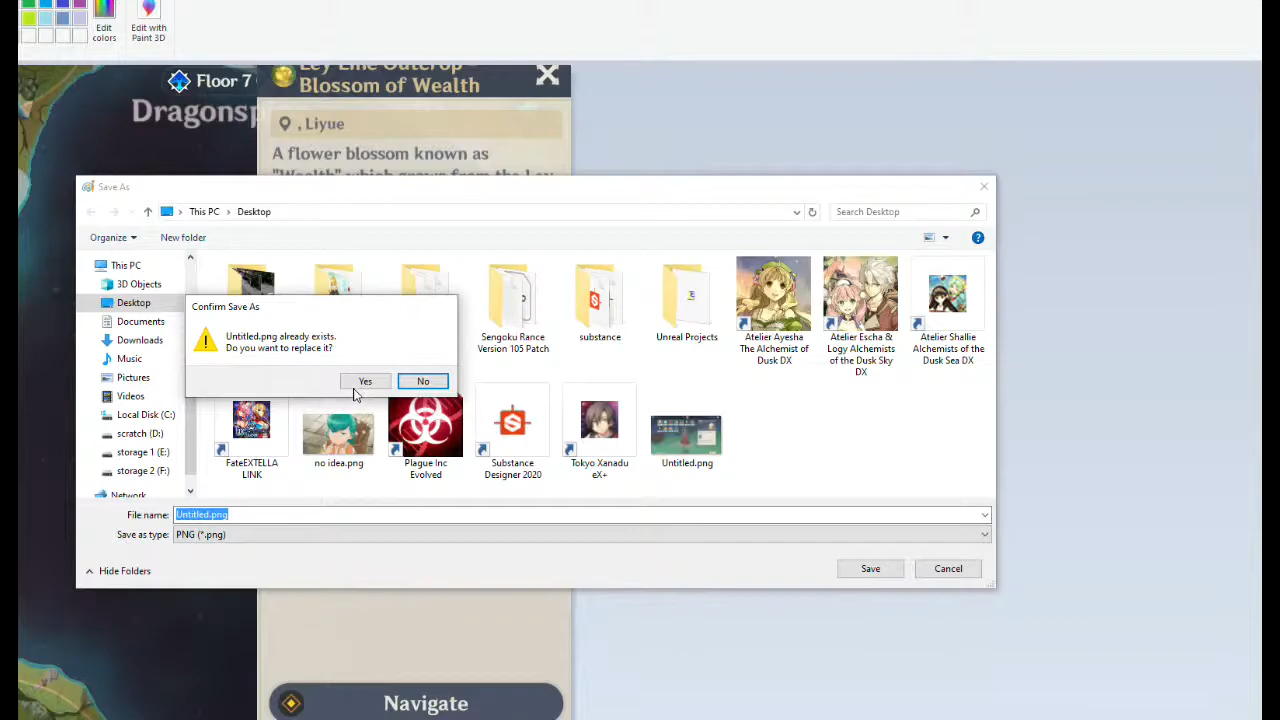 Edit
colors
Edit with
Paint 3D
Floor 7
Dragonsp
Ley Line Outcrop -
Blossom of Wealth
, Liyue
A flower blossom known as
"Wealth" which grows from the Ley
Save As
This PC > Desktop
Search Desktop
Organize
New folder
This PC
3D Objects
Desktop
Documents
Downloads
Music
Pictures
Videos
Local Disk (C:)
scratch (D:)
storage 1 (E:)
storage 2 (F:)
Network
Sengoku Rance
Version 105 Patch
substance
Unreal Projects
Atelier Ayesha
The Alchemist of
Dusk DX
Atelier Escha &
Logy Alchemists
of the Dusk Sky
DX
Atelier Shallie
Alchemists of the
Dusk Sea DX
Confirm Save As
Untitled.png already exists.
Do you want to replace it?
Yes
No
FateEXTELLA
LINK
no idea.png
Plague Inc
Evolved
Substance
Designer 2020
Tokyo Xanadu
eX+
Untitled.png
File name: Untitled.png
Save as type: PNG (*.png)
Hide Folders
Save
Cancel
Navigate